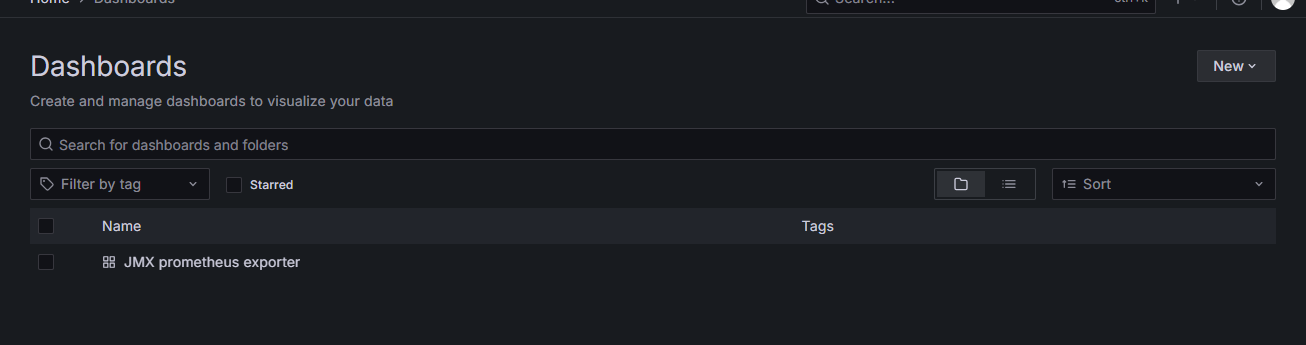 Home > Dashboards
Search...
ctrl+k
Dashboards
New
Create and manage dashboards to visualize your data
Search for dashboards and folders
Filter by tag
Starred
Sort
Name
Tags
JMX prometheus exporter